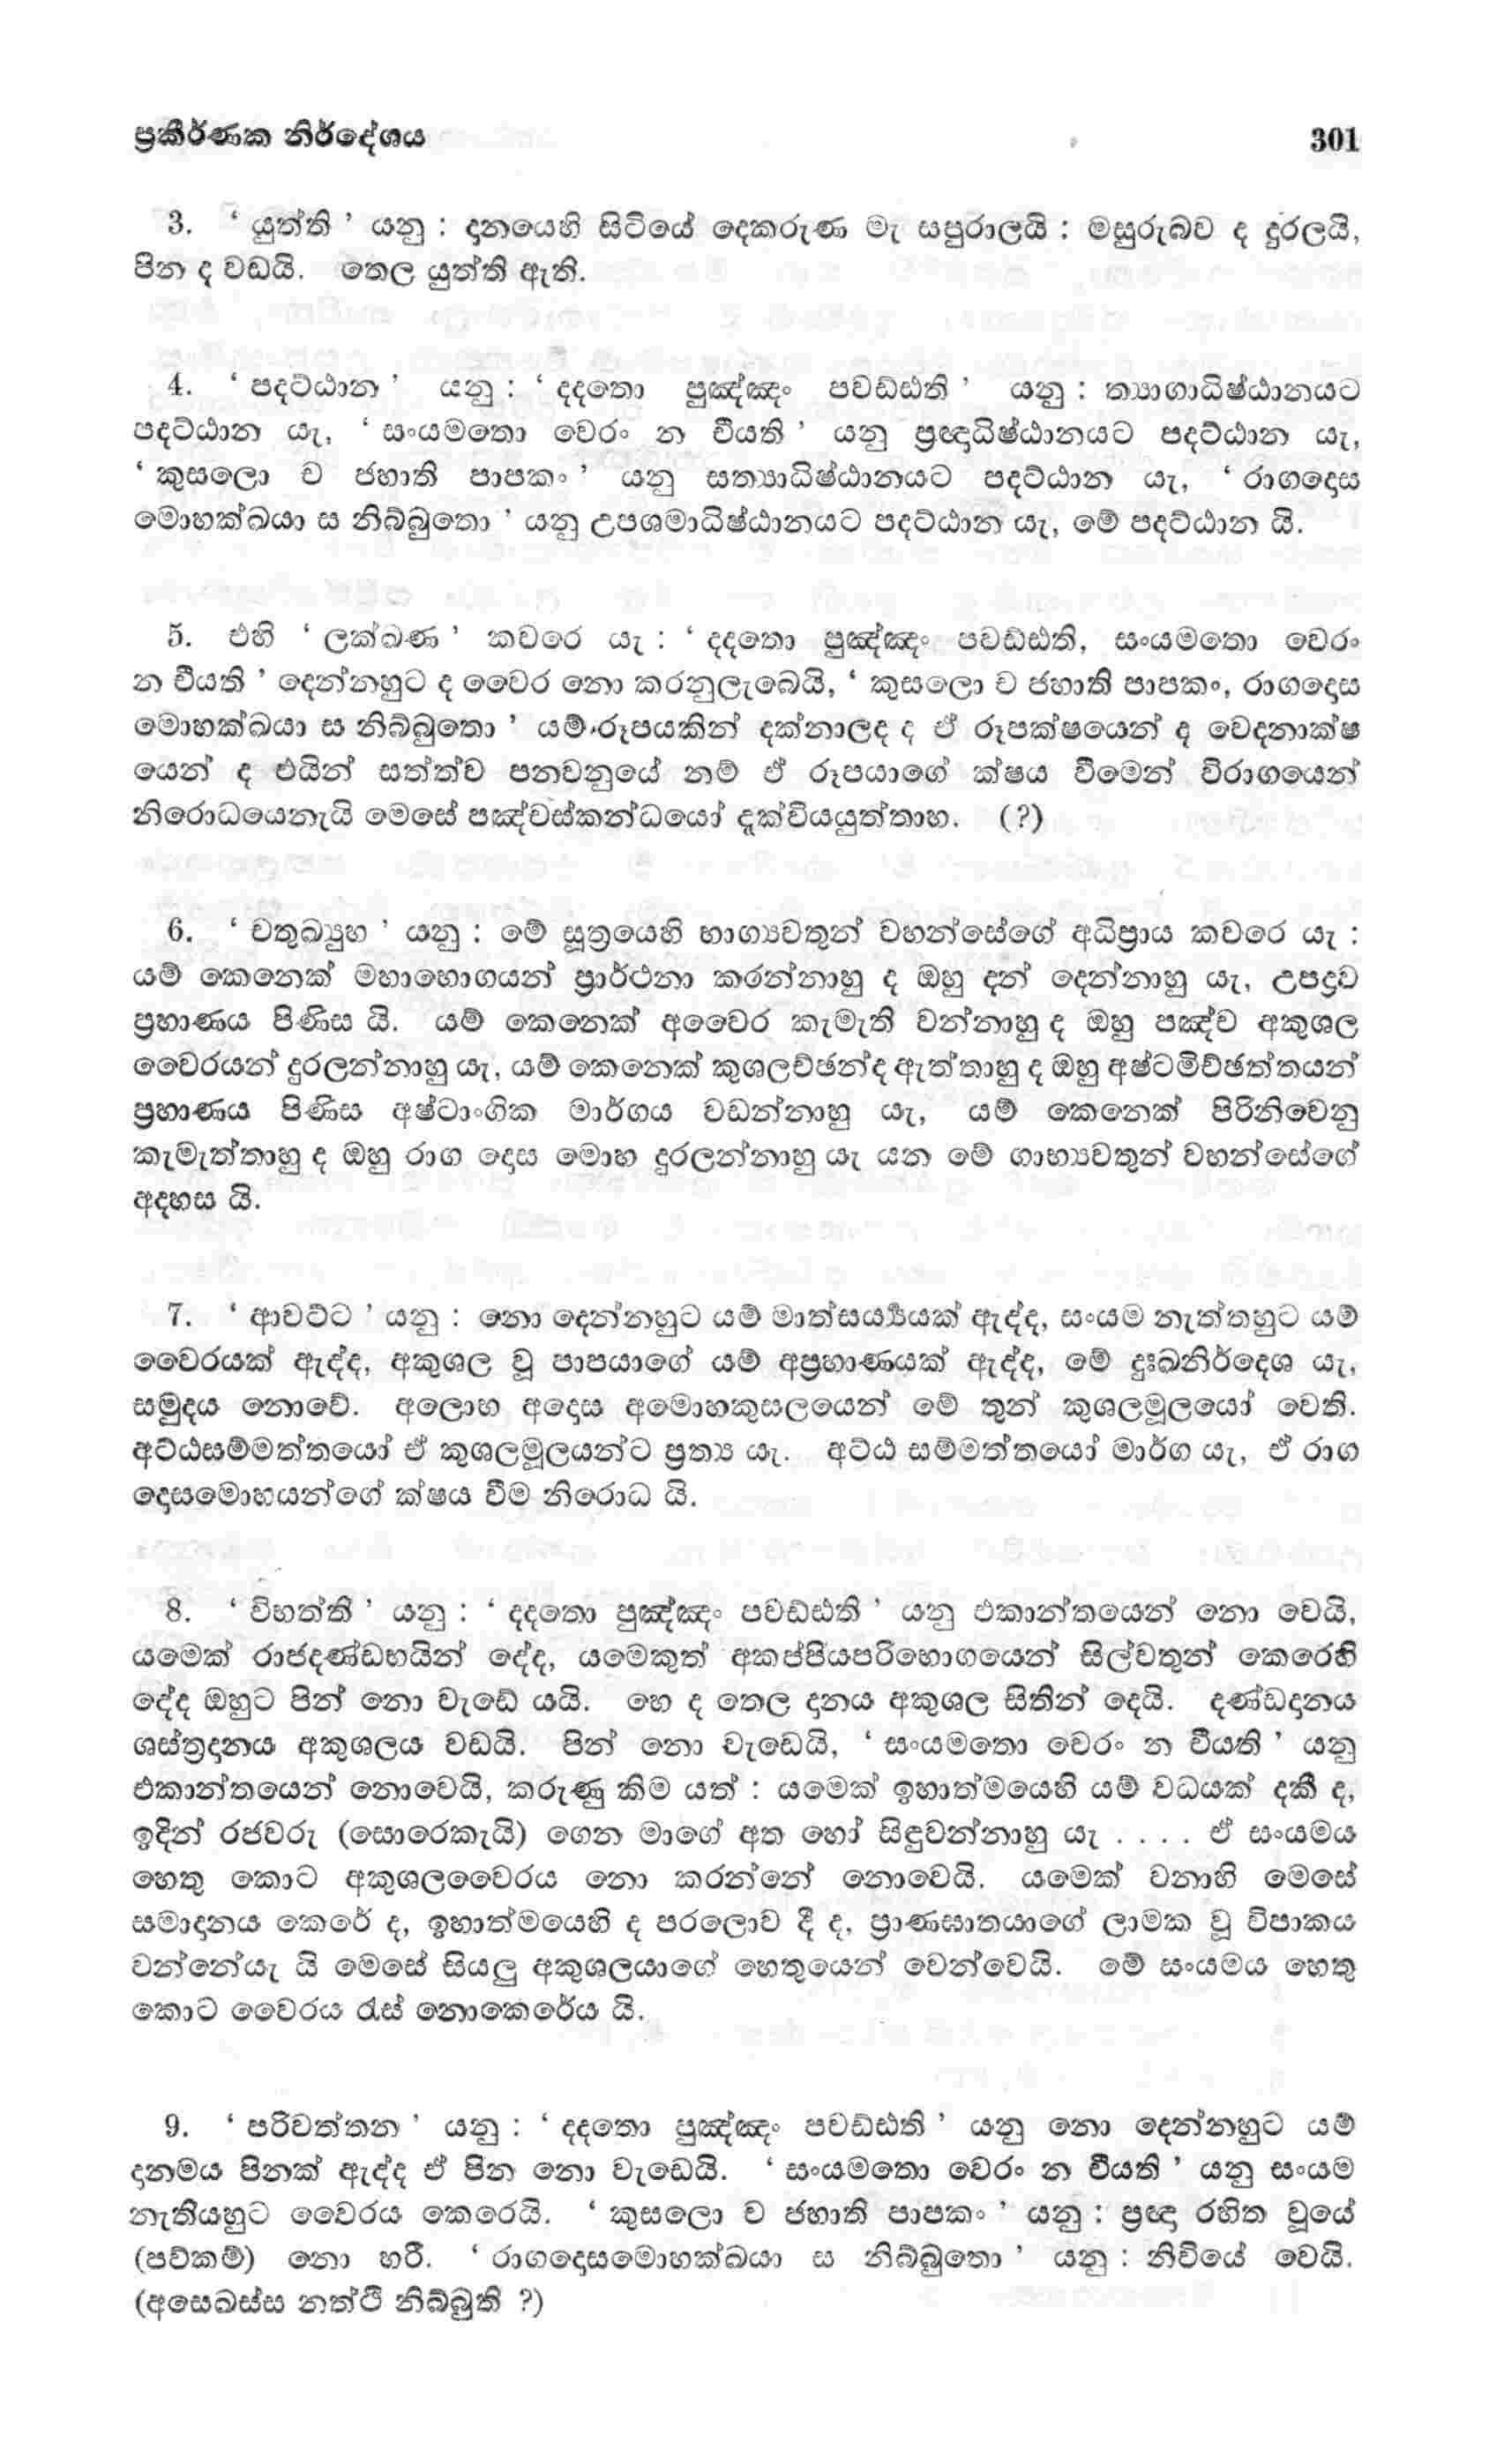 ප්‍රකීර්ණක නිර්දේශය 301
3. ‘ යුත්ති ’ යනු : දානයෙහි සිටියේ දෙකරුණ මැ සපුරාලයි : මසුරුබව ද දුරලයි,
පින ද වඩයි. තෙල යුත්ති ඇති.
4. ‘ පදට්ඨාන ’ යනු : ‘ දදතො පුඤ්ඤං පවඩ්ඪති ’ යනු : ත්‍යාගාධිෂ්ඨානයට
පදට්ඨාන යැ, ‘ සංයමතො වෙරං න චීයති ’ යනු ප්‍රඥාධිෂ්ඨානයට පදට්ඨාන යැ,
‘ කුසලො ච ජහාති පාපකං ’ යනු සත්‍යාධිෂ්ඨානයට පදට්ඨාන යැ, ‘ රාගදොස
මොහක්ඛයා ස නිබ්බුතො ’ යනු උපශමාධිෂ්ඨානයට පදට්ඨාන යැ, මේ පදට්ඨාන යි.
5. එහි ‘ ලක්ඛණ ’ කවරෙ යැ : ‘ දදතො පුඤ්ඤං පවඩ්ඪති, සංයමතො වෙරං
න චීයති ’ දෙන්නහුට ද වෛර නො කරනුලැබෙයි, ‘ කුසලො ච ජහාති පාපකං, රාගදොස
මොහක්ඛයා ස නිබ්බුතො ’ යම් රූපයකින් දක්නාලද ද ඒ රූපක්ෂයෙන් ද වෙදනාක්ෂ
යෙන් ද එයින් සත්ත්ව පනවනුයේ නම් ඒ රූපයාගේ ක්ෂය වීමෙන් විරාගයෙන්
නිරොධයෙනැයි මෙසේ පඤ්චස්කන්ධයෝ දැක්වියයුත්තාහ. (?)
6. ‘ චතුබ්‍යුහ ’ යනු : මේ සූත්‍රයෙහි භාග්‍යවතුන් වහන්සේගේ අධිප්‍රාය කවරෙ යැ :
යම් කෙනෙක් මහාභොගයන් ප්‍රාර්ථනා කරන්නාහු ද ඔහු දන් දෙන්නාහු යැ, උපද්‍රව
ප්‍රහාණය පිණිස යි. යම් කෙනෙක් අවෛර කැමැති වන්නාහු ද ඔහු පඤ්ච අකුශල
වෛරයන් දුරලන්නාහු යැ, යම් කෙනෙක් කුශලච්ඡන්ද ඇත්තාහු ද ඔහු අෂ්ටමිච්ඡත්තයන්
ප්‍රහාණය පිණිස අෂ්ටාංගික මාර්ගය වඩන්නාහු යැ, යම් කෙනෙක් පිරිනිවෙනු
කැමැත්තාහු ද ඔහු රාග දොස මොහ දුරලන්නාහු යැ යන මේ ගාභ්‍යවතුන් වහන්සේගේ
අදහස යි.
7. ‘ ආවට්ට ’ යනු : නො දෙන්නහුට යම් මාත්සර්‍ය්‍යයක් ඇද්ද, සංයම නැත්තහුට යම්
වෛරයක් ඇද්ද, අකුශල වූ පාපයාගේ යම් අප්‍රහාණයක් ඇද්ද, මේ දුඃඛනිර්දෙශ යැ,
සමුදය නොවේ. අලොභ අදොස අමොහකුසලයෙන් මේ තුන් කුශලමූලයෝ වෙති.
අට්ඨසම්මත්තයෝ ඒ කුශලමූලයන්ට ප්‍රත්‍ය යැ. අට්ඨ සම්මත්තයෝ මාර්ග යැ, ඒ රාග
දොසමොහයන්ගේ ක්ෂය වීම නිරොධ යි.
8. ‘ විභත්ති ’ යනු : ‘ දදතො පුඤ්ඤං පවඩ්ඪති ’ යනු එකාන්තයෙන් නො වෙයි,
යමෙක් රාජදණ්ඩභයින් දේද, යමෙකුත් අකප්පියපරිභොගයෙන් සිල්වතුන් කෙරෙහි
දේද ඔහුට පින් නො වැඩේ යයි. හෙ ද තෙල දානය අකුශල සිතින් දෙයි. දණ්ඩදානය
ශස්ත්‍රදානය අකුශලය වඩයි. පින් නො වැඩෙයි, ‘ සංයමතො වෙරං න චීයති ’ යනු
එකාන්තයෙන් නොවෙයි, කරුණු කිම යත් : යමෙක් ඉහාත්මයෙහි යම් වධයක් දකී ද,
ඉදින් රජවරු (සොරෙකැයි) ගෙන මාගේ අත හෝ සිඳුවන්නාහු යැ . . . . ඒ සංයමය
හෙතු කොට අකුශලවෛරය නො කරන්නේ නොවෙයි. යමෙක් වනාහි මෙසේ
සමාදානය කෙරේ ද, ඉහාත්මයෙහි ද පරලොව දී ද, ප්‍රාණඝාතයාගේ ලාමක වූ විපාකය
වන්නේයැ යි මෙසේ සියලු අකුශලයාගේ හෙතුයෙන් වෙන්වෙයි. මේ සංයමය හෙතු
කොට වෛරය රැස් නොකෙරේය යි.
9. ‘ පරිවත්තන ’ යනු : ‘ දදතො පුඤ්ඤං පවඩ්ඪති ’ යනු නො දෙන්නහුට යම්
දානමය පිනක් ඇද්ද ඒ පින නො වැඩෙයි. ‘ සංයමතො වෙරං න චීයති ’ යනු සංයම
නැතියහුට වෛරය කෙරෙයි. ‘ කුසලො ච ජහාති පාපකං ’ යනු : ප්‍රඥා රහිත වූයේ
(පව්කම්) නො හරී. ‘ රාගදොසමොහක්ඛයා ස නිබ්බුතො ’ යනු : නිවියේ වෙයි.
(අසෙඛස්ස නත්ථි නිබ්බුති ?)